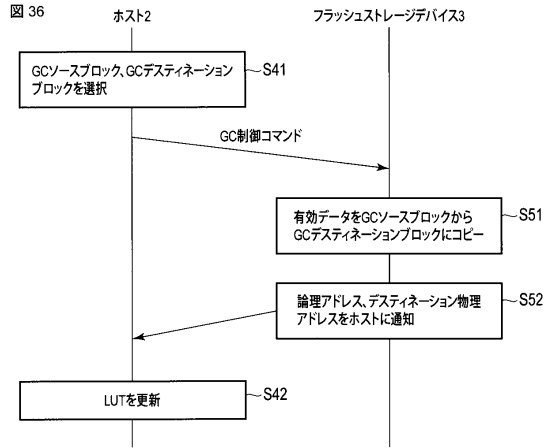 図 36
ホスト2
フラッシュストレージデバイス3
GCソースブロック、GCデスティネーション
ブロックを選択
S41
GC制御コマンド
有効データをGCソースブロックから
GCデスティネーションブロックにコピー
S51
論理アドレス、デスティネーション物理
アドレスをホストに通知
S52
LUTを更新
S42